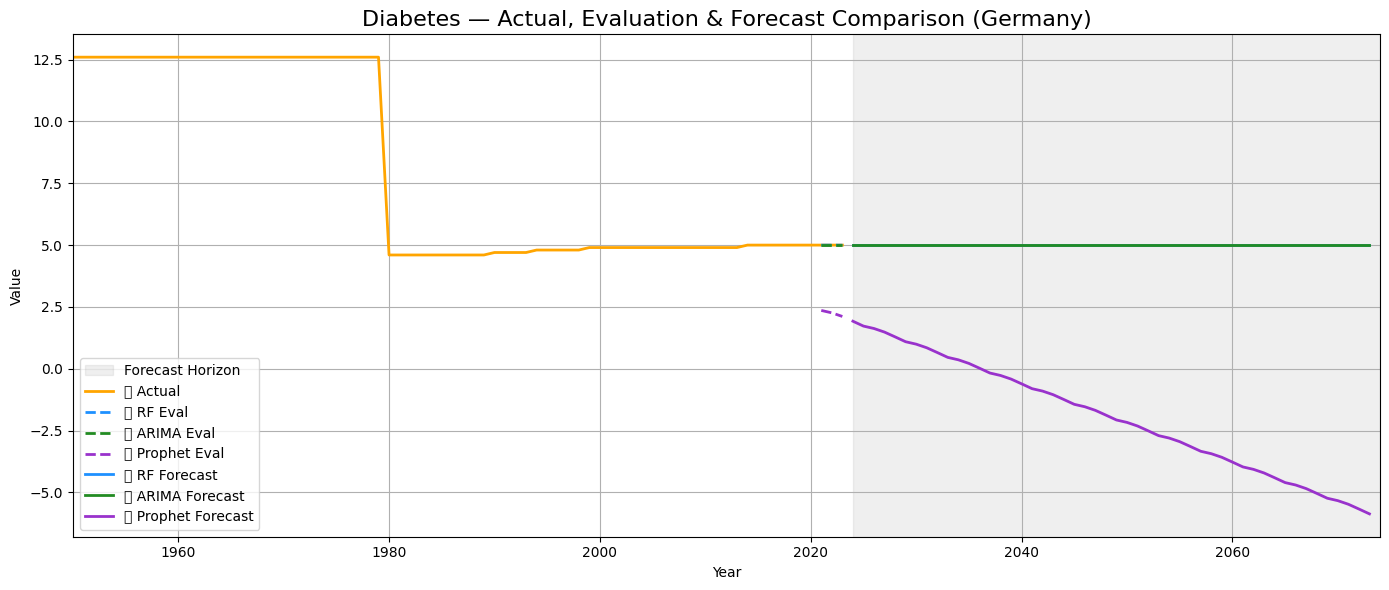 Diabetes — Actual, Evaluation & Forecast Comparison (Germany)
Value
12.5
10.0
7.5
5.0
2.5
0.0
−2.5
−5.0
Forecast Horizon
▯ Actual
▯ RF Eval
▯ ARIMA Eval
▯ Prophet Eval
▯ RF Forecast
▯ ARIMA Forecast
▯ Prophet Forecast
1960 1980 2000 2020 2040 2060
Year